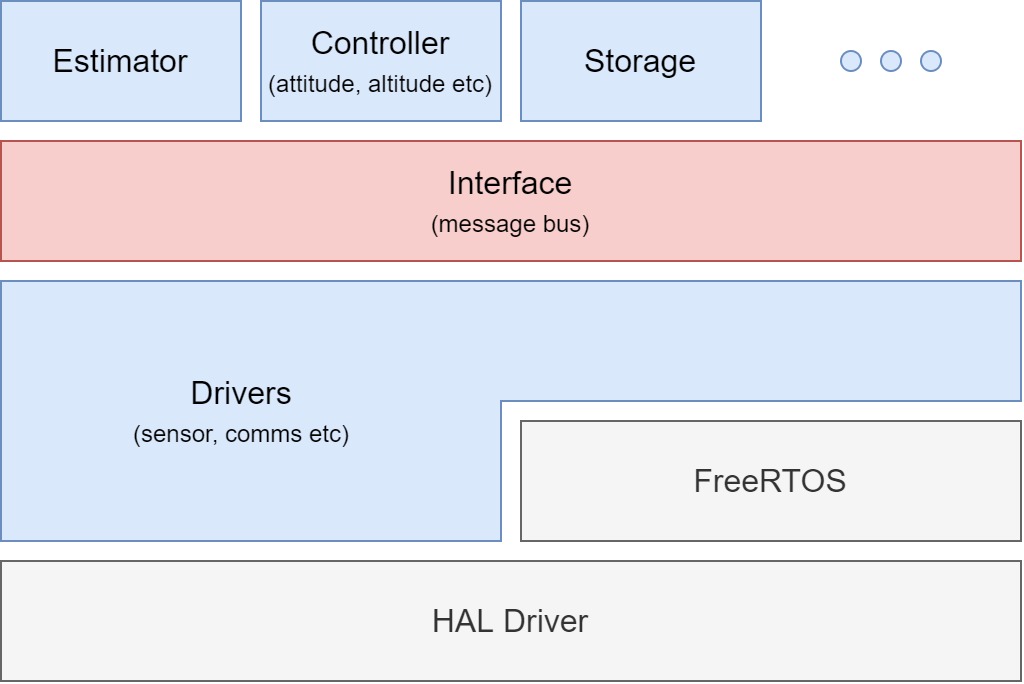 Estimator
Controller
(attitude, altitude etc)
Storage
Interface
(message bus)
Drivers
(sensor, comms etc)
FreeRTOS
HAL Driver